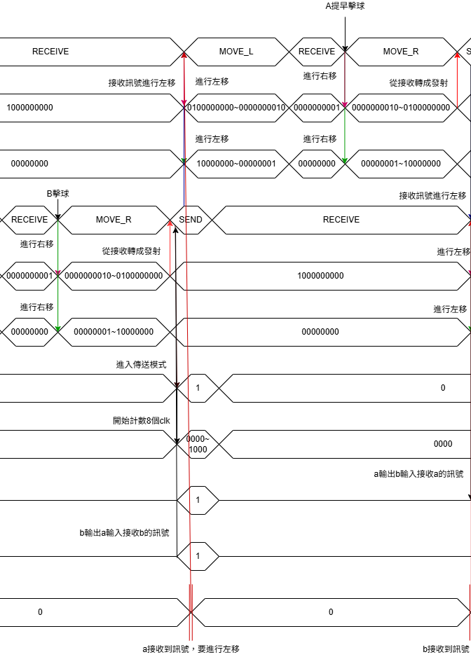 A提早擊球
RECEIVE
MOVE_L
RECEIVE
MOVE_R
S
接收訊號進行左移
進行左移
進行右移
從接收轉成發射
1000000000
0100000000~0000000010
0000000001
0000000010~0100000000
進行左移
進行右移
00000000
10000000~00000001
00000000
00000001~10000000
B擊球
接收訊號進行左移
RECEIVE
MOVE_R
SEND
RECEIVE
進行右移
從接收轉成發射
進行左移
0000000001
0000000010~0100000000
1000000000
進行右移
進行左移
00000000
00000001~10000000
00000000
進入傳送模式
1
0
開始計數8個clk
0000~
1000
0000
a輸出b輸入接收a的訊號
1
b輸出a輸入接收b的訊號
1
0
0
a接收到訊號，要進行左移
b接收到訊號